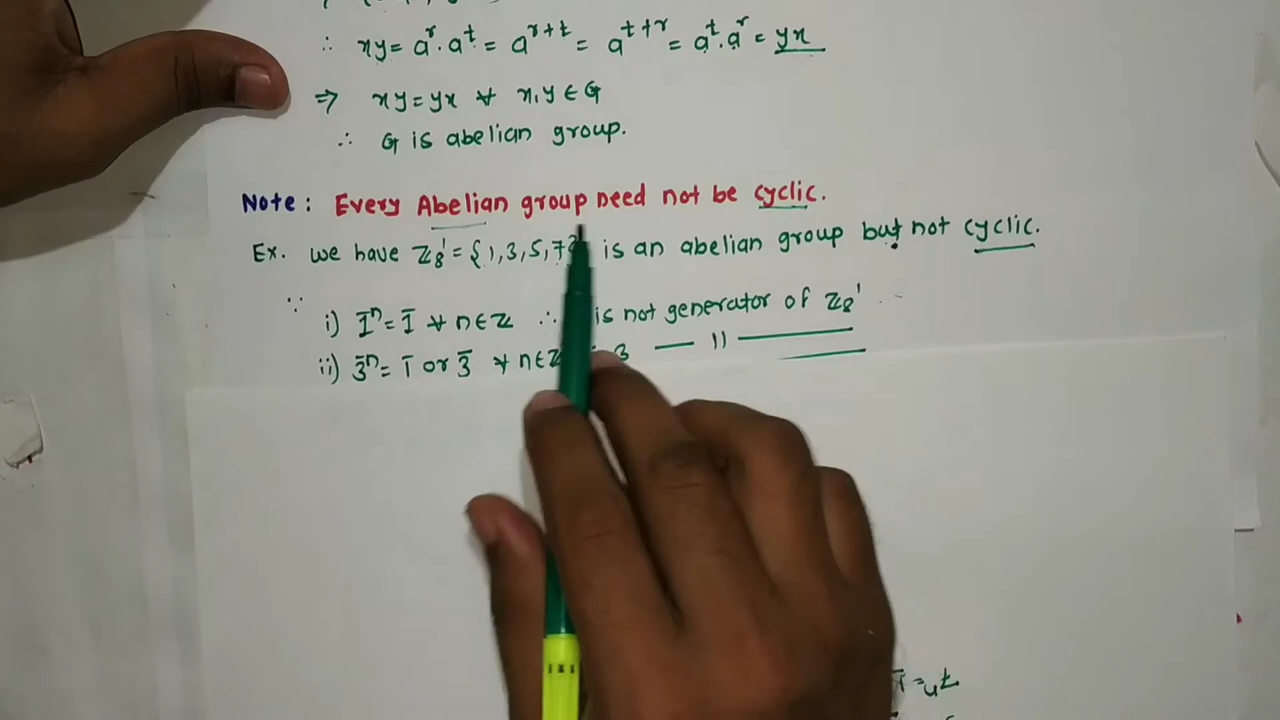 ∴ xy = a^r . a^t = a^{r+t} = a^{t+r} = a^t . a^r = yx
⇒ xy = yx ∀ x,y ∈ G
∴ G is abelian group.
Note: Every Abelian group need not be cyclic.
Ex. we have ℤ₈' = {1,3,5,7 is an abelian group but not cyclic.
∵
i) 1̄ⁿ = 1̄ ∀ n∈ℤ ∴ is not generator of ℤ₈'
ii) 3̄ⁿ = 1̄ or 3̄ ∀ n∈ℤ 3 — 11 —